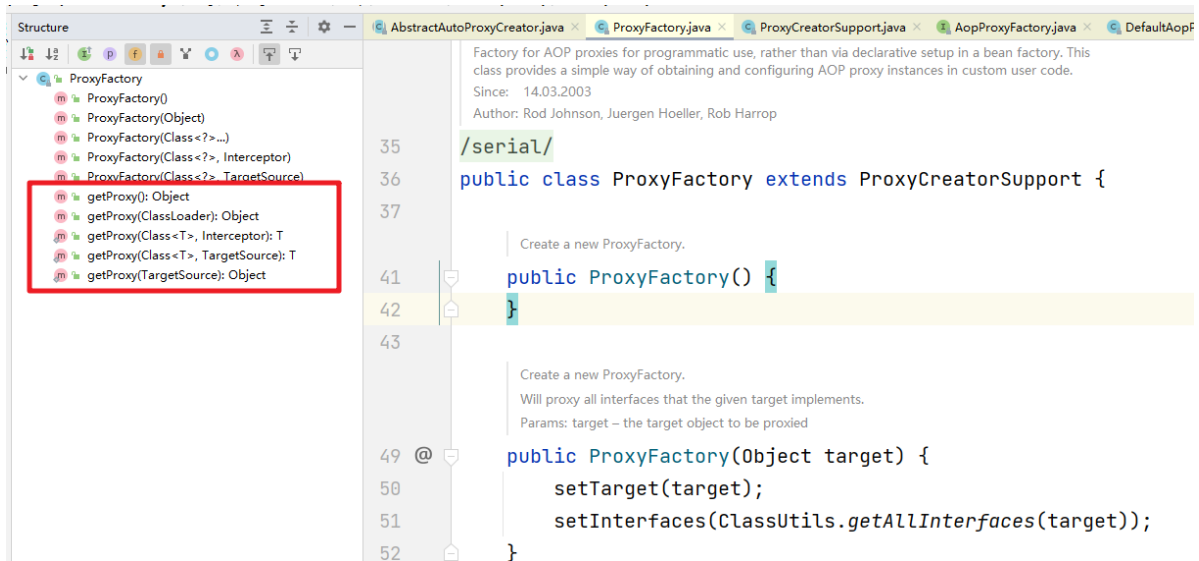 Structure
AbstractAutoProxyCreator.java
ProxyFactory.java
ProxyCreatorSupport.java
AopProxyFactory.java
DefaultAopP
ProxyFactory
ProxyFactory()
ProxyFactory(Object)
ProxyFactory(Class<?>...)
ProxyFactory(Class<?>, Interceptor)
ProxyFactory(Class<?>, TargetSource)
getProxy(): Object
getProxy(ClassLoader): Object
getProxy(Class<T>, Interceptor): T
getProxy(Class<T>, TargetSource): T
getProxy(TargetSource): Object
Factory for AOP proxies for programmatic use, rather than via declarative setup in a bean factory. This
class provides a simple way of obtaining and configuring AOP proxy instances in custom user code.
Since: 14.03.2003
Author: Rod Johnson, Juergen Hoeller, Rob Harrop
35 /serial/
36 public class ProxyFactory extends ProxyCreatorSupport {
37
Create a new ProxyFactory.
41 public ProxyFactory() {
42 }
43
Create a new ProxyFactory.
Will proxy all interfaces that the given target implements.
Params: target – the target object to be proxied
49 @ public ProxyFactory(Object target) {
50 setTarget(target);
51 setInterfaces(ClassUtils.getAllInterfaces(target));
52 }